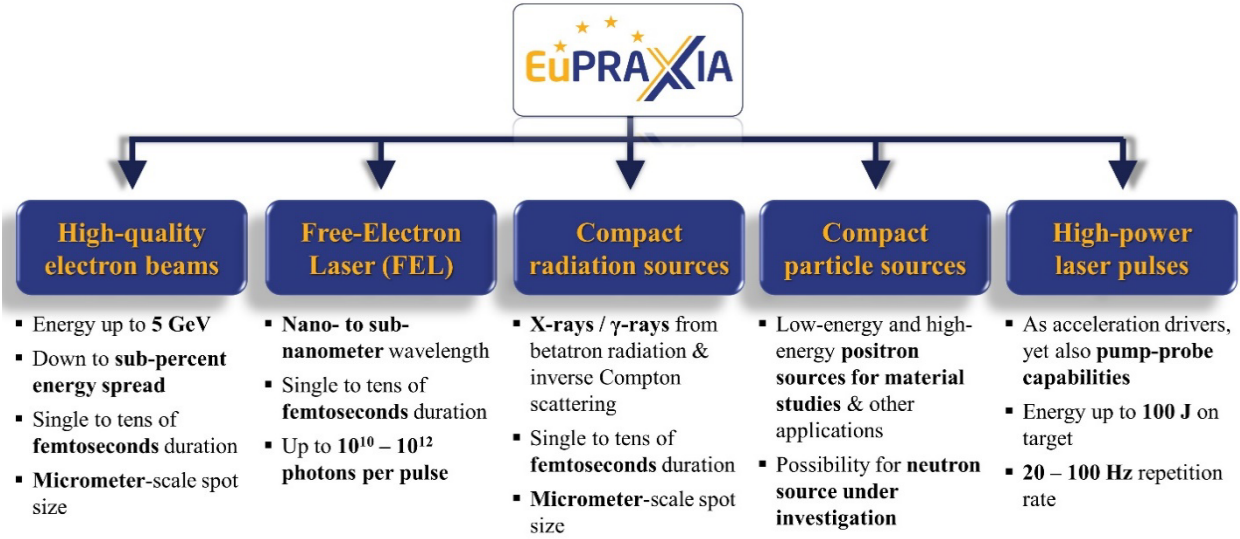 EuPRAXIA
High-quality
electron beams
▪ Energy up to 5 GeV
▪ Down to sub-percent
energy spread
▪ Single to tens of
femtoseconds duration
▪ Micrometer-scale spot
size
Free-Electron
Laser (FEL)
▪ Nano- to sub-
nanometer wavelength
▪ Single to tens of
femtoseconds duration
▪ Up to 10¹⁰ – 10¹²
photons per pulse
Compact
radiation sources
▪ X-rays / γ-rays from
betatron radiation &
inverse Compton
scattering
▪ Single to tens of
femtoseconds duration
▪ Micrometer-scale spot
size
Compact
particle sources
▪ Low-energy and high-
energy positron
sources for material
studies & other
applications
▪ Possibility for neutron
source under
investigation
High-power
laser pulses
▪ As acceleration drivers,
yet also pump-probe
capabilities
▪ Energy up to 100 J on
target
▪ 20 – 100 Hz repetition
rate